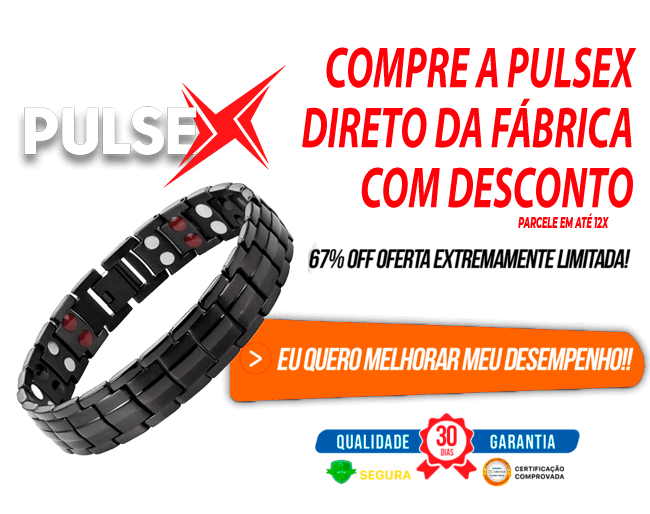 PULSEX
COMPRE A PULSEX
DIRETO DA FÁBRICA
COM DESCONTO
PARCELE EM ATÉ 12X
67% OFF OFERTA EXTREMAMENTE LIMITADA!
> EU QUERO MELHORAR MEU DESEMPENHO!!
QUALIDADE 30 DIAS GARANTIA
SEGURA
CERTIFICAÇÃO
COMPROVADA